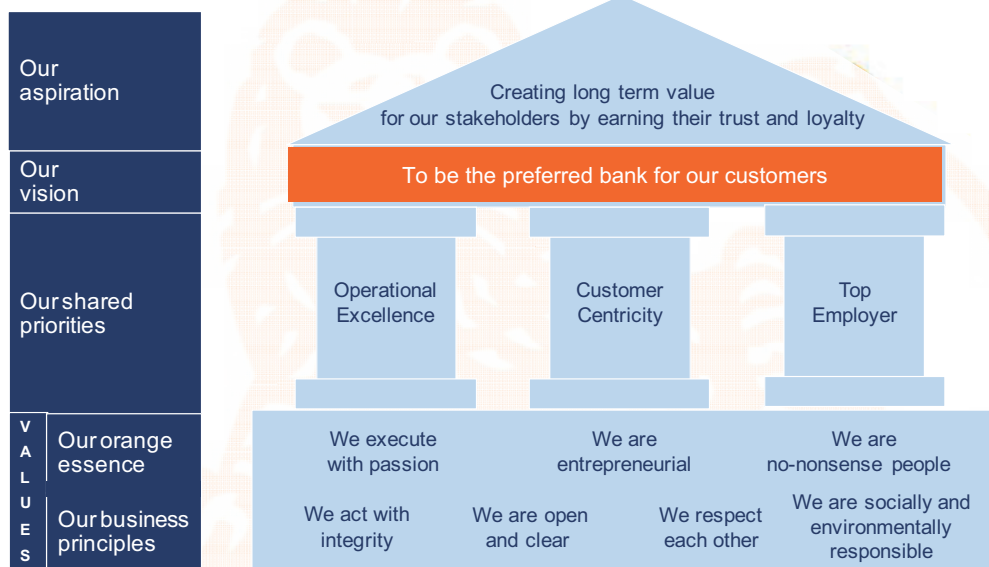 Our
aspiration
Creating long term value
for our stakeholders by earning their trust and loyalty
Our
vision
To be the preferred bank for our customers
Our shared
priorities
Operational
Excellence
Customer
Centricity
Top
Employer
VALUES
Our orange
essence
We execute
with passion
We are
entrepreneurial
We are
no-nonsense people
Our business
principles
We act with
integrity
We are open
and clear
We respect
each other
We are socially and
environmentally
responsible